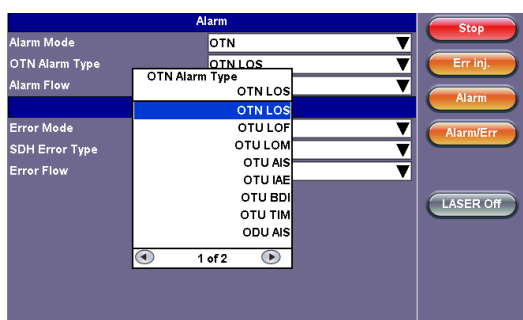 Alarm
Alarm Mode
OTN
OTN Alarm Type
OTN LOS
Alarm Flow
OTN Alarm Type
OTN LOS
OTN LOS
OTU LOF
OTU LOM
OTU AIS
OTU IAE
OTU BDI
OTU TIM
ODU AIS
1 of 2
Error Mode
SDH Error Type
Error Flow
Stop
Err inj.
Alarm
Alarm/Err
LASER Off